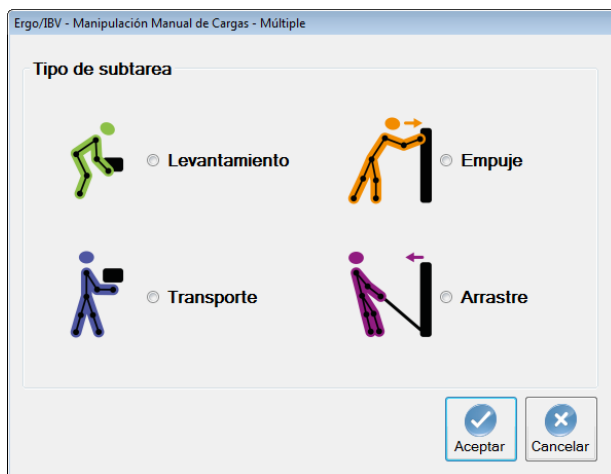 Ergo/IBV - Manipulación Manual de Cargas - Múltiple
Tipo de subtarea
Levantamiento
Empuje
Transporte
Arrastre
Aceptar
Cancelar